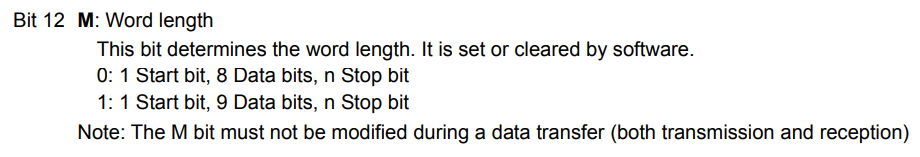 Bit 12 M: Word length
This bit determines the word length. It is set or cleared by software.
0: 1 Start bit, 8 Data bits, n Stop bit
1: 1 Start bit, 9 Data bits, n Stop bit
Note: The M bit must not be modified during a data transfer (both transmission and reception)